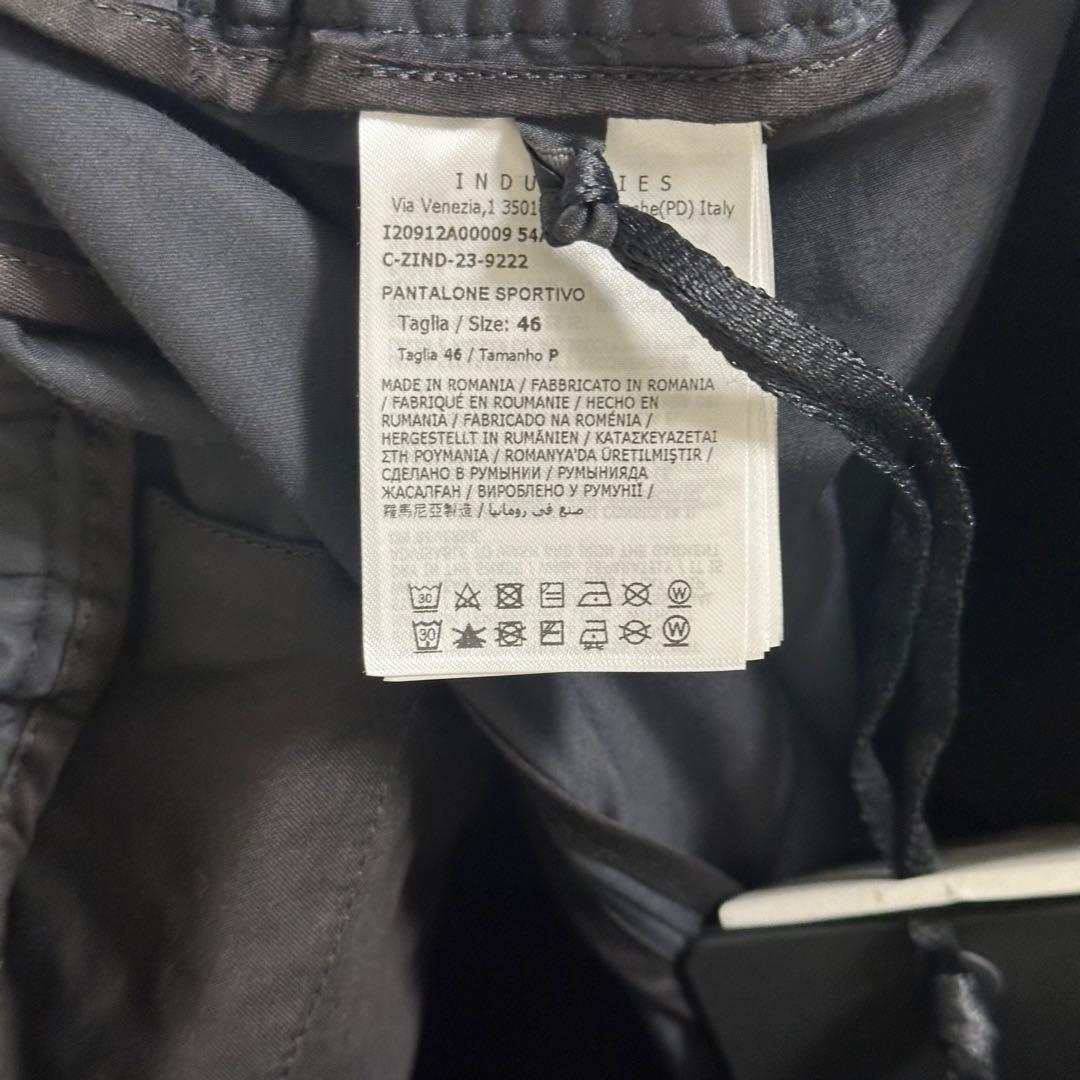 INDU IES
Via Venezia,1 3501 he(PD) Italy
I20912A00009 54
C-ZIND-23-9222
PANTALONE SPORTIVO
Taglia / Size: 46
Taglia 46 / Tamanho P
MADE IN ROMANIA / FABBRICATO IN ROMANIA
/ FABRIQUÉ EN ROUMANIE / HECHO EN
RUMANIA / FABRICADO NA ROMÉNIA /
HERGESTELLT IN RUMÄNIEN / ΚΑΤΑΣΚΕΥΑΖΕΤΑΙ
ΣΤΗ ΡΟΥΜΑΝΙΑ / ROMANYA'DA ÜRETILMIŞTIR /
СДЕЛАНО В РУМЫНИИ / РУМЫНИЯДА
ЖАСАЛҒАН / ВИРОБЛЕНО У РУМУНІЇ /
羅馬尼亞製造 / صنع في رومانيا
30 W
30 W